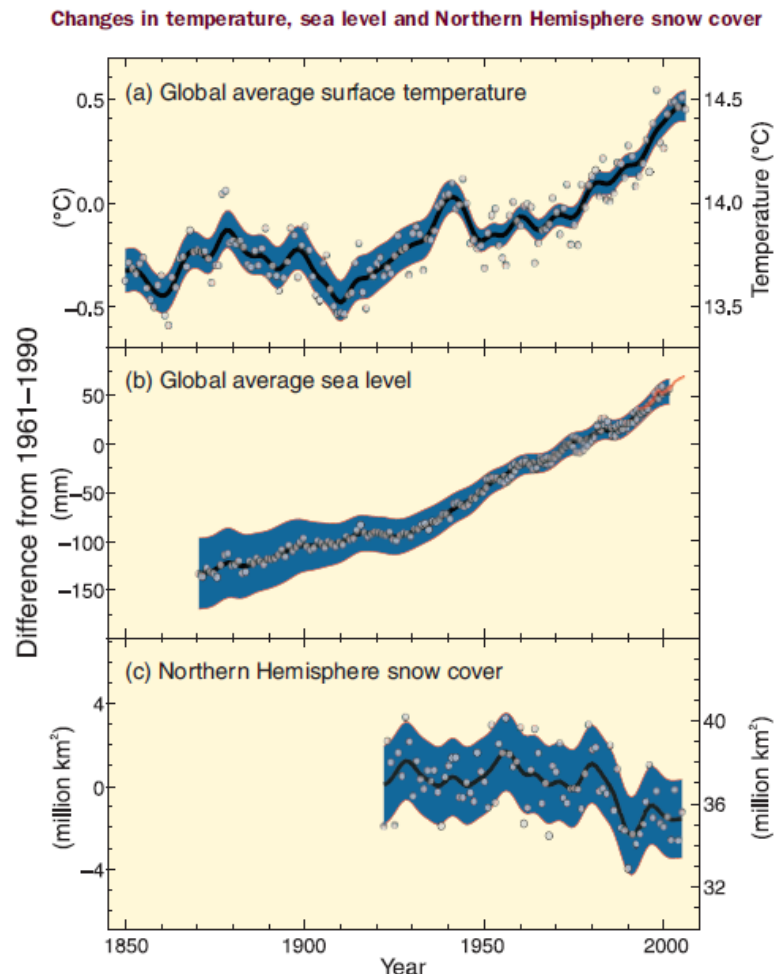 Changes in temperature, sea level and Northern Hemisphere snow cover
(a) Global average surface temperature
0.5
0.0
−0.5
(°C)
14.5
14.0
13.5
Temperature (°C)
Difference from 1961–1990
(b) Global average sea level
50
0
−50
−100
−150
(mm)
(c) Northern Hemisphere snow cover
4
0
−4
(million km²)
40
36
32
(million km²)
1850
1900
1950
2000
Year